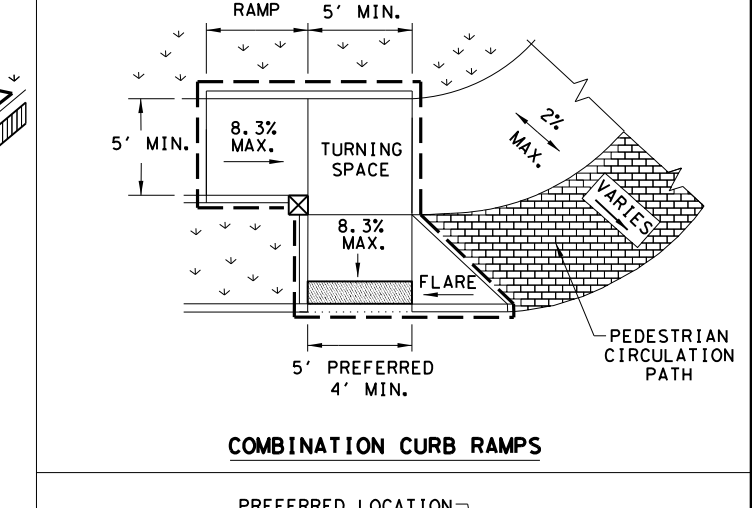 RAMP
5' MIN.
5' MIN.
8.3%
MAX.
TURNING
SPACE
2%
MAX.
VARIES
8.3%
MAX.
FLARE
5' PREFERRED
4' MIN.
PEDESTRIAN
CIRCULATION
PATH
COMBINATION CURB RAMPS
PREFERRED LOCATION